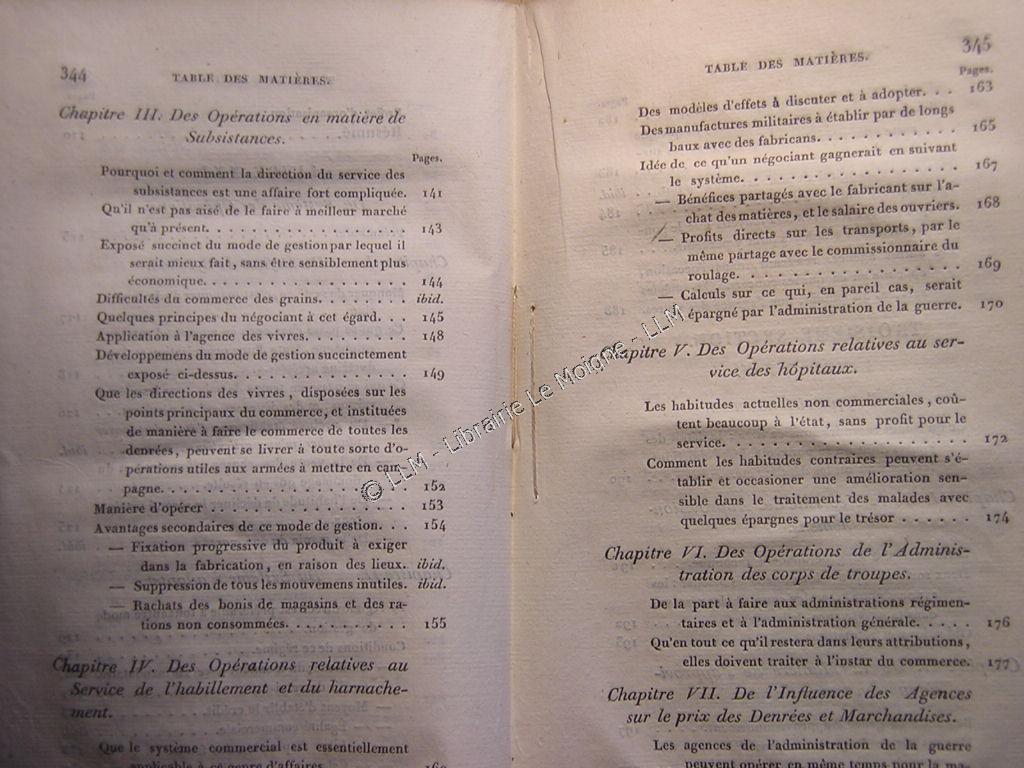 344
TABLE DES MATIÈRES.
Chapitre III. Des Opérations en matière de
Subsistances.
Pages.
Pourquoi et comment la direction du service des
subsistances est une affaire fort compliquée. 141
Qu'il n'est pas aisé de le faire à meilleur marché
qu'à présent. . . . . . . . . . . . . . . . 143
Exposé succinct du mode de gestion par lequel il
serait mieux fait, sans être sensiblement plus
économique. . . . . . . . . . . . . . . . . 144
Difficultés du commerce des grains. . . . . . . ibid.
Quelques principes du négociant à cet égard. . . 145
Application à l'agence des vivres. . . . . . . . . 148
Développemens du mode de gestion succinctement
exposé ci-dessus. . . . . . . . . . . . . . 149
Que les directions des vivres, disposées sur les
points principaux du commerce, et instituées
de manière à faire le commerce de toutes les
denrées, peuvent se livrer à toute sorte d'o-
pérations utiles aux armées à mettre en cam-
pagne. . . . . . . . . . . . . . . . . . . 152
Manière d'opérer . . . . . . . . . . . . . . . . 153
Avantages secondaires de ce mode de gestion. . . 154
— Fixation progressive du produit à exiger
dans la fabrication, en raison des lieux. ibid.
— Suppression de tous les mouvemens inutiles. ibid.
— Rachats des bonis de magasins et des ra-
tions non consommées. . . . . . . . . . . 155
Chapitre IV. Des Opérations relatives au
Service de l'habillement et du harnache-
ment.
Que le système commercial est essentiellement
applicable à ce genre d'affaires
345
TABLE DES MATIÈRES.
Pages.
Des modèles d'effets à discuter et à adopter. . . 163
Des manufactures militaires à établir par de longs
baux avec des fabricans. . . . . . . . . . . 165
Idée de ce qu'un négociant gagnerait en suivant
le système. . . . . . . . . . . . . . . . . 167
— Bénéfices partagés avec le fabricant sur l'a-
chat des matières, et le salaire des ouvriers. 168
— Profits directs sur les transports, par le
même partage avec le commissionnaire du
roulage. . . . . . . . . . . . . . . . . 169
— Calculs sur ce qui, en pareil cas, serait
épargné par l'administration de la guerre. 170
Chapitre V. Des Opérations relatives au ser-
vice des hôpitaux.
Les habitudes actuelles non commerciales, coû-
tent beaucoup à l'état, sans profit pour le
service. . . . . . . . . . . . . . . . . . . 172
Comment les habitudes contraires peuvent s'é-
tablir et occasioner une amélioration sen-
sible dans le traitement des malades avec
quelques épargnes pour le trésor . . . . . . 174
Chapitre VI. Des Opérations de l'Adminis-
tration des corps de troupes.
De la part à faire aux administrations régimen-
taires et à l'administration générale. . . . . 176
Qu'en tout ce qu'il restera dans leurs attributions,
elles doivent traiter à l'instar du commerce. 177
Chapitre VII. De l'Influence des Agences
sur le prix des Denrées et Marchandises.
Les agences de l'administration de la guerre
peuvent opérer en même temps pour la ma-
© LLM - Librairie Le Moigne - LLM